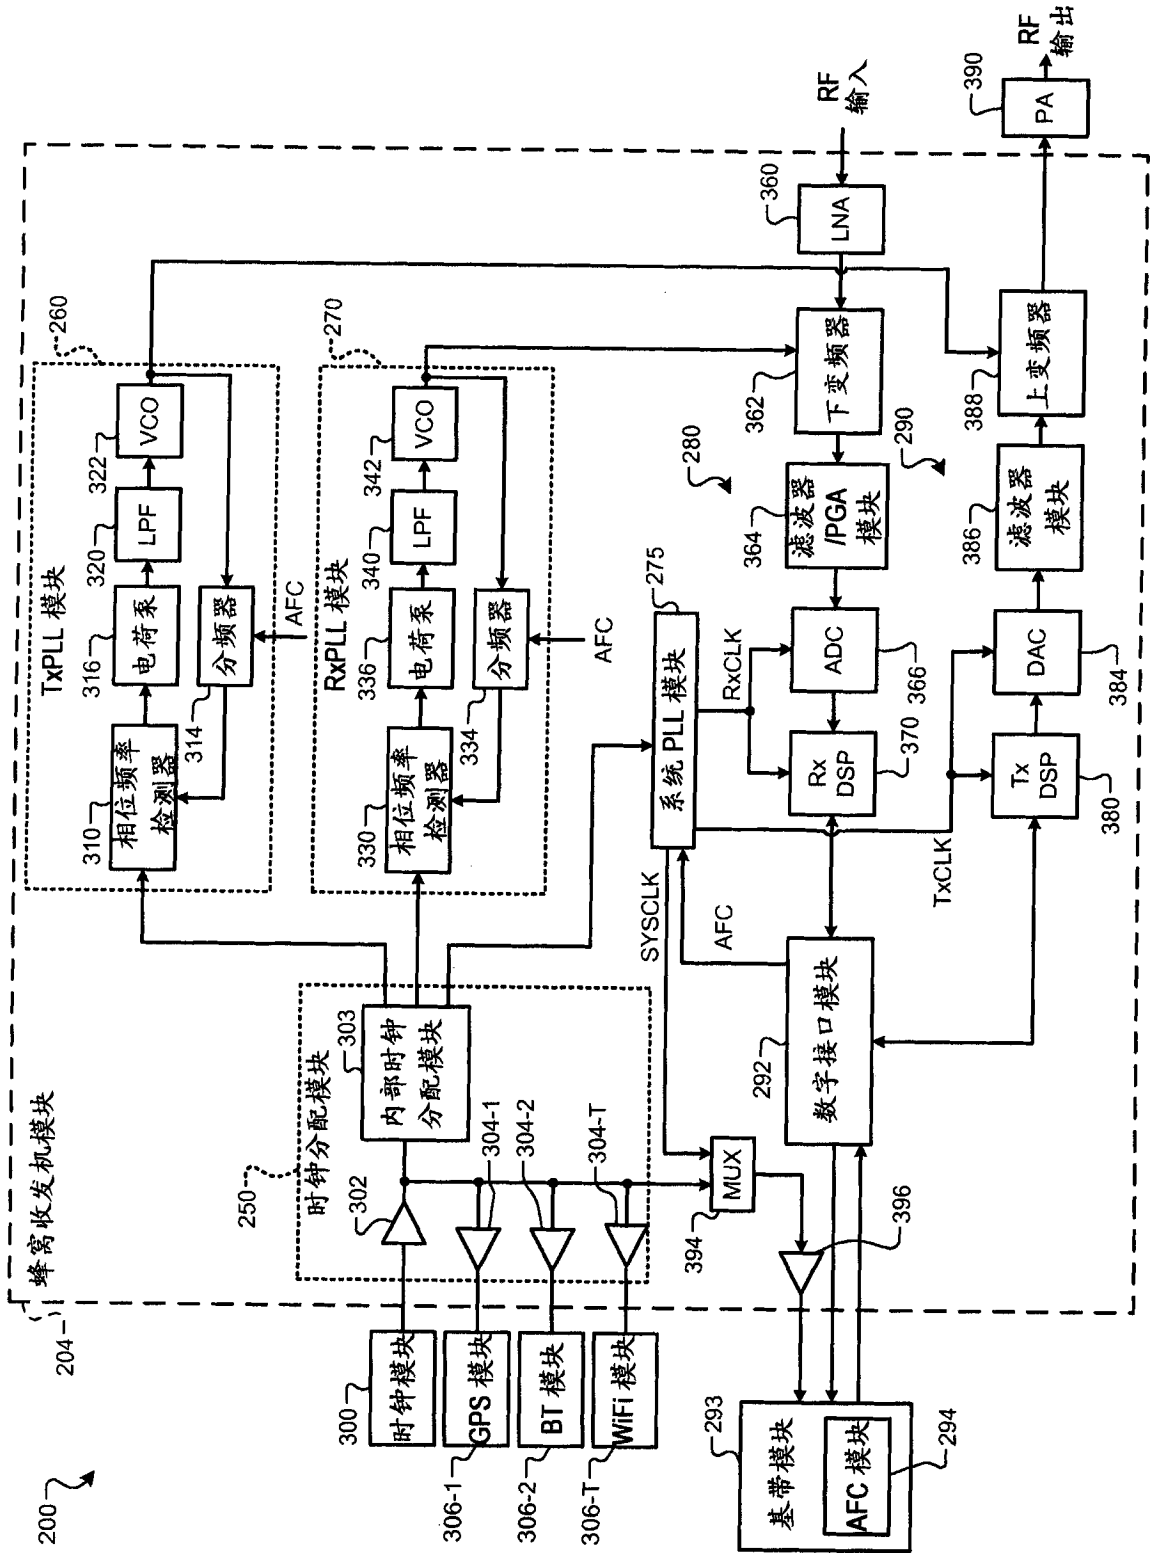 200
204
蜂窝收发机模块
250
时钟分配模块
260
TxPLL 模块
310
相位频率
检测器
314
316
电荷泵
320
LPF
322
VCO
分频器
AFC
270
RxPLL 模块
330
相位频率
检测器
334
336
电荷泵
340
LPF
342
VCO
分频器
AFC
303
内部时钟
分配模块
302
304-1
304-2
304-T
300
时钟模块
306-1
GPS 模块
306-2
BT 模块
306-T
WiFi 模块
275
系统 PLL 模块
SYSCLK
AFC
RxCLK
TxCLK
280
290
360
LNA
RF
输入
362
下变频器
364
滤波器
/PGA
模块
366
ADC
370
Rx
DSP
292
数字接口模块
394
MUX
396
293
基带模块
AFC 模块
294
380
Tx
DSP
384
DAC
386
滤波器
模块
388
上变频器
390
PA
RF
输出